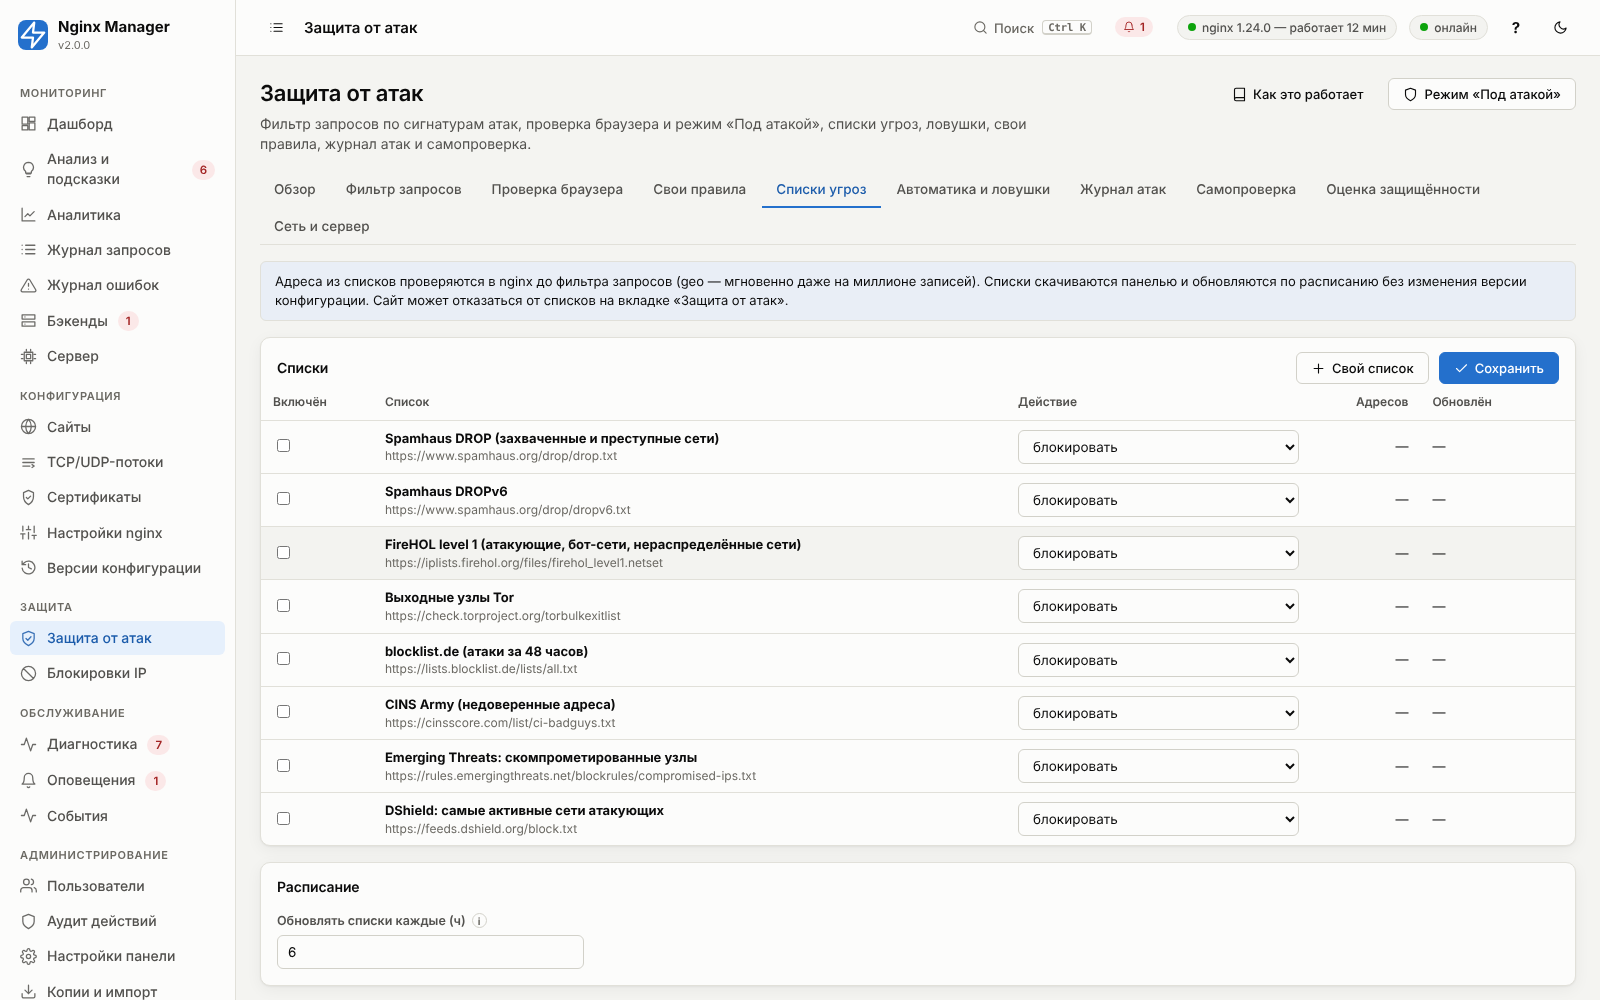 Nginx Manager
v2.0.0
МОНИТОРИНГ
Дашборд
Анализ и
подсказки
6
Аналитика
Журнал запросов
Журнал ошибок
Бэкенды 1
Сервер
КОНФИГУРАЦИЯ
Сайты
TCP/UDP-потоки
Сертификаты
Настройки nginx
Версии конфигурации
ЗАЩИТА
Защита от атак
Блокировки IP
ОБСЛУЖИВАНИЕ
Диагностика 7
Оповещения 1
События
АДМИНИСТРИРОВАНИЕ
Пользователи
Аудит действий
Настройки панели
Копии и импорт
Защита от атак
Поиск Ctrl K
1
nginx 1.24.0 — работает 12 мин
онлайн
?
Защита от атак
Как это работает
Режим «Под атакой»
Фильтр запросов по сигнатурам атак, проверка браузера и режим «Под атакой», списки угроз, ловушки, свои
правила, журнал атак и самопроверка.
Обзор Фильтр запросов Проверка браузера Свои правила Списки угроз Автоматика и ловушки Журнал атак Самопроверка Оценка защищённости
Сеть и сервер
Адреса из списков проверяются в nginx до фильтра запросов (geo — мгновенно даже на миллионе записей). Списки скачиваются панелью и обновляются по расписанию без изменения версии
конфигурации. Сайт может отказаться от списков на вкладке «Защита от атак».
Списки
Свой список
Сохранить
Включён Список Действие Адресов Обновлён
Spamhaus DROP (захваченные и преступные сети)
https://www.spamhaus.org/drop/drop.txt
блокировать — —
Spamhaus DROPv6
https://www.spamhaus.org/drop/dropv6.txt
блокировать — —
FireHOL level 1 (атакующие, бот-сети, нераспределённые сети)
https://iplists.firehol.org/files/firehol_level1.netset
блокировать — —
Выходные узлы Tor
https://check.torproject.org/torbulkexitlist
блокировать — —
blocklist.de (атаки за 48 часов)
https://lists.blocklist.de/lists/all.txt
блокировать — —
CINS Army (недоверенные адреса)
https://cinsscore.com/list/ci-badguys.txt
блокировать — —
Emerging Threats: скомпрометированные узлы
https://rules.emergingthreats.net/blockrules/compromised-ips.txt
блокировать — —
DShield: самые активные сети атакующих
https://feeds.dshield.org/block.txt
блокировать — —
Расписание
Обновлять списки каждые (ч) i
6